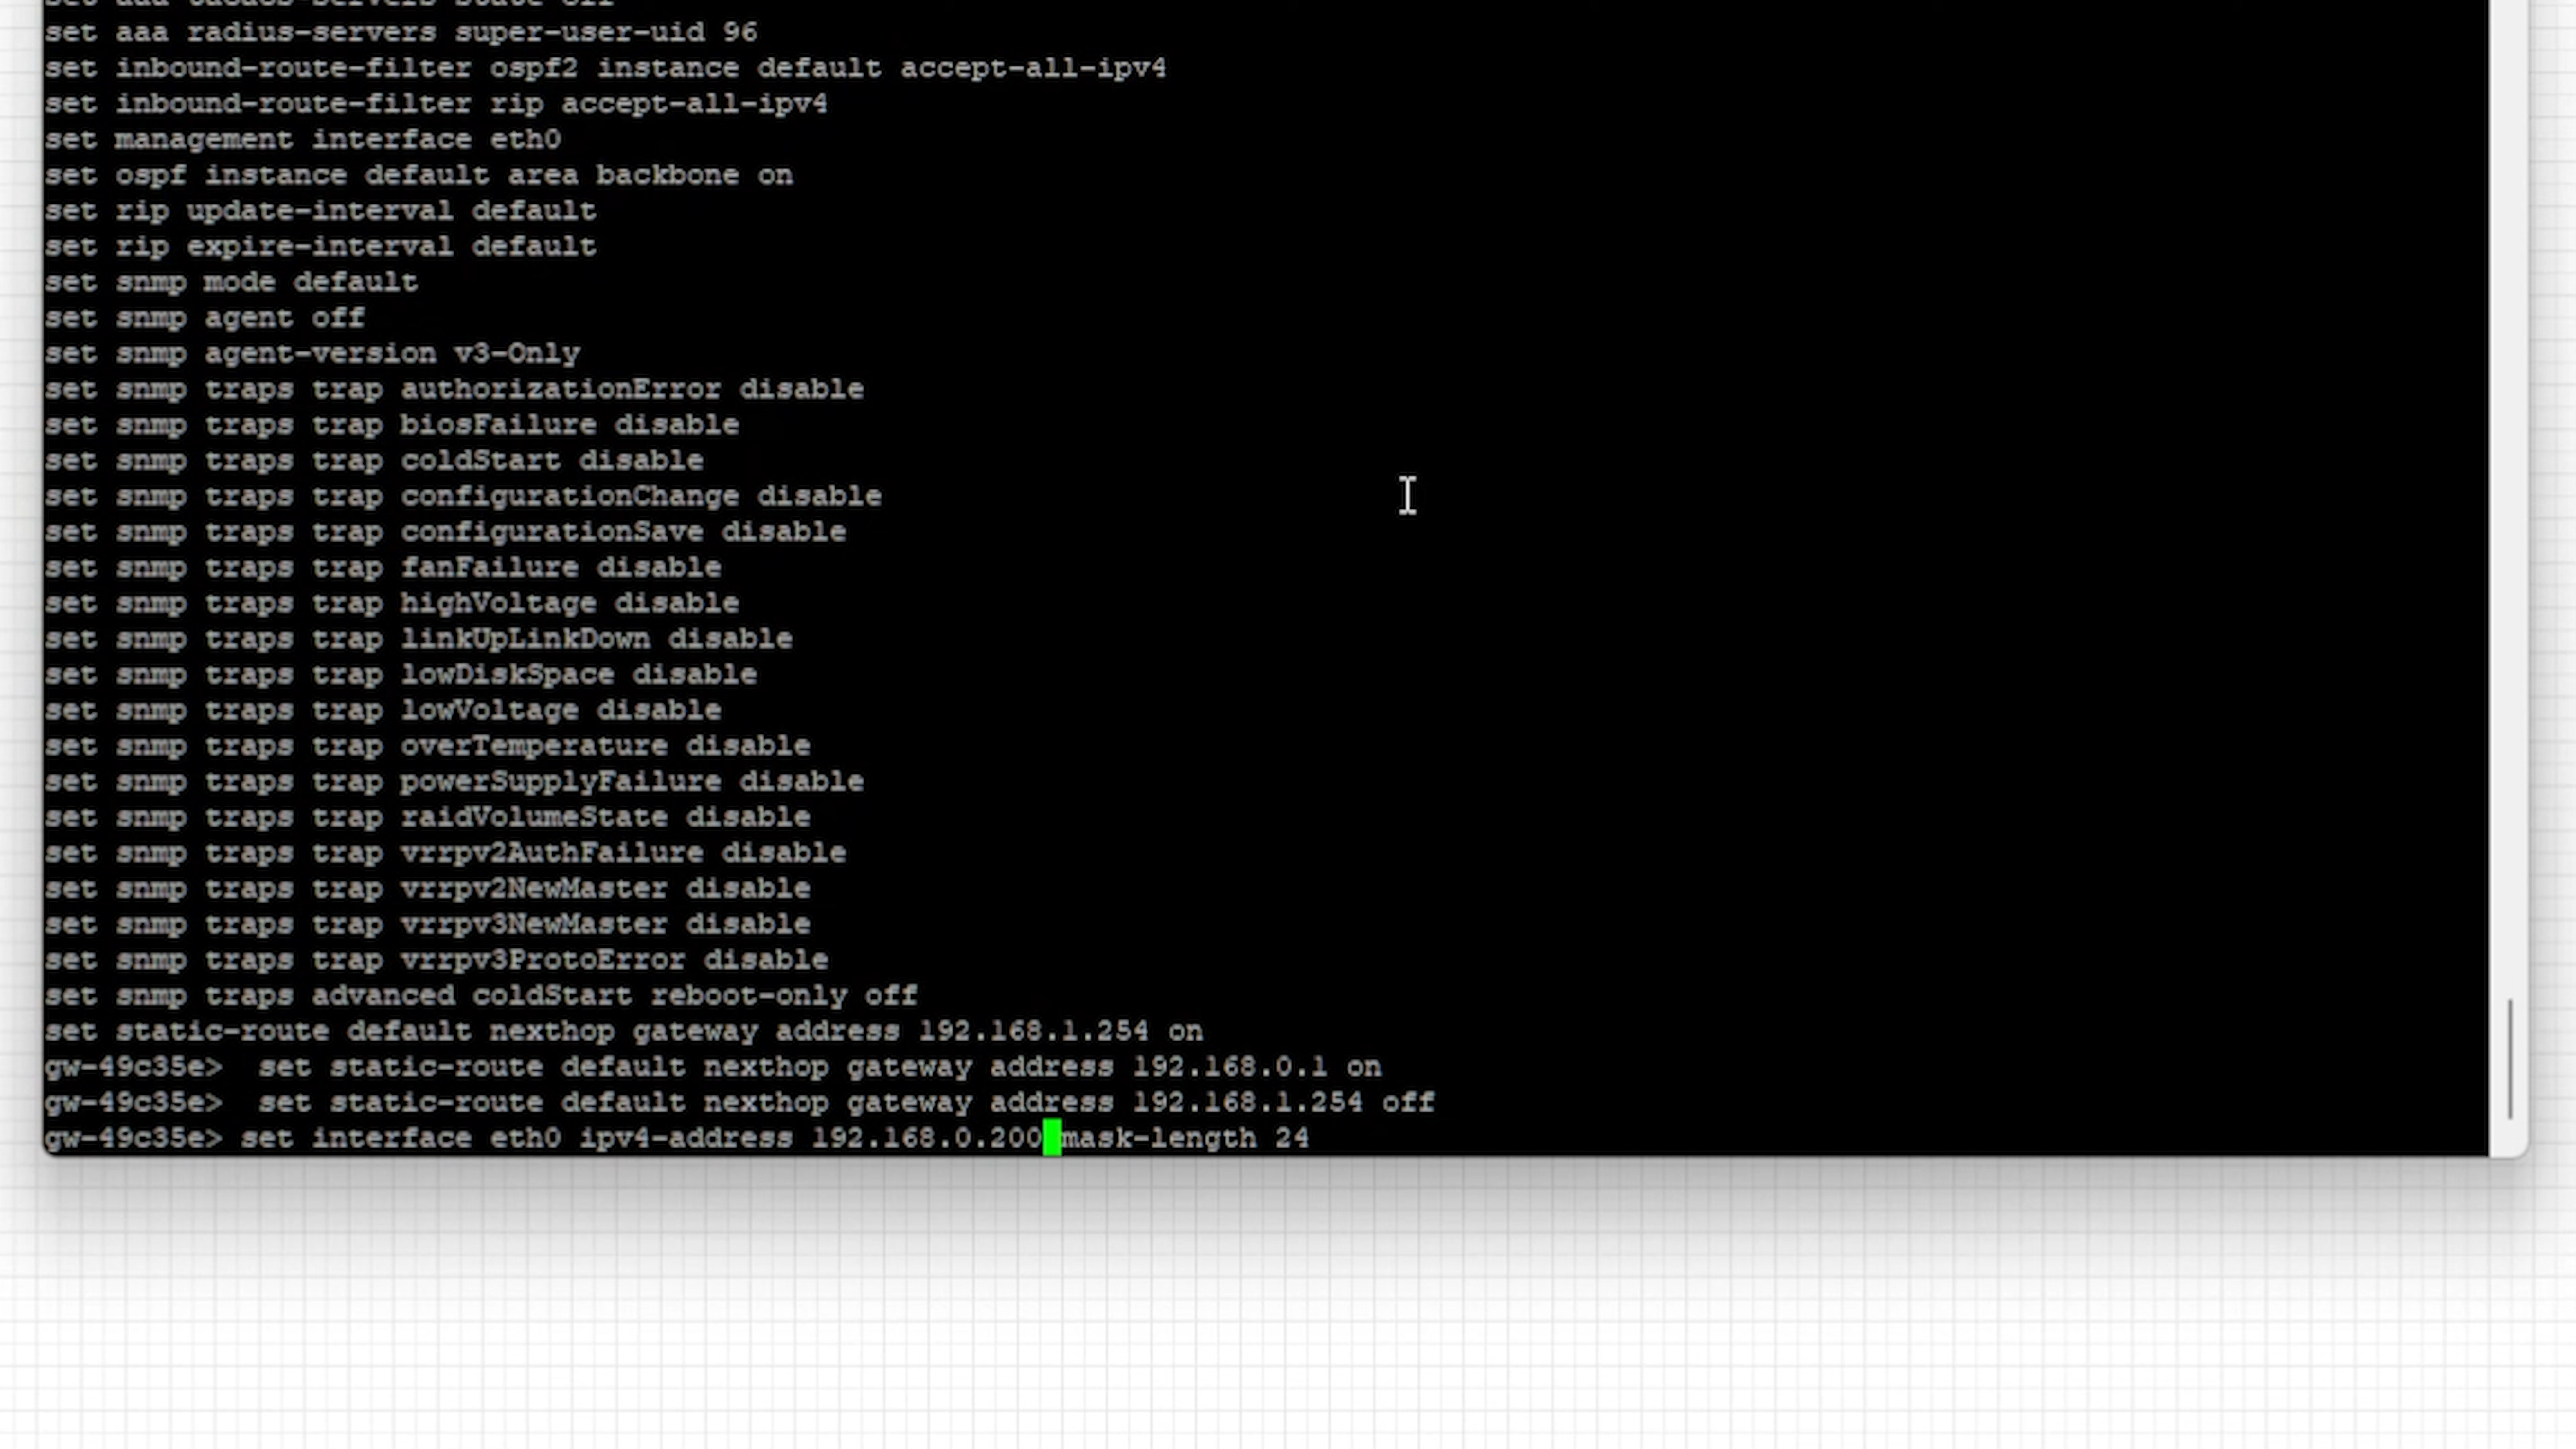 set aaa tacacs-servers state off
set aaa radius-servers super-user-uid 96
set inbound-route-filter ospf2 instance default accept-all-ipv4
set inbound-route-filter rip accept-all-ipv4
set management interface eth0
set ospf instance default area backbone on
set rip update-interval default
set rip expire-interval default
set snmp mode default
set snmp agent off
set snmp agent-version v3-Only
set snmp traps trap authorizationError disable
set snmp traps trap biosFailure disable
set snmp traps trap coldStart disable
set snmp traps trap configurationChange disable
set snmp traps trap configurationSave disable
set snmp traps trap fanFailure disable
set snmp traps trap highVoltage disable
set snmp traps trap linkUpLinkDown disable
set snmp traps trap lowDiskSpace disable
set snmp traps trap lowVoltage disable
set snmp traps trap overTemperature disable
set snmp traps trap powerSupplyFailure disable
set snmp traps trap raidVolumeState disable
set snmp traps trap vrrpv2AuthFailure disable
set snmp traps trap vrrpv2NewMaster disable
set snmp traps trap vrrpv3NewMaster disable
set snmp traps trap vrrpv3ProtoError disable
set snmp traps advanced coldStart reboot-only off
set static-route default nexthop gateway address 192.168.1.254 on
gw-49c35e>  set static-route default nexthop gateway address 192.168.0.1 on
gw-49c35e>  set static-route default nexthop gateway address 192.168.1.254 off
gw-49c35e> set interface eth0 ipv4-address 192.168.0.200 mask-length 24